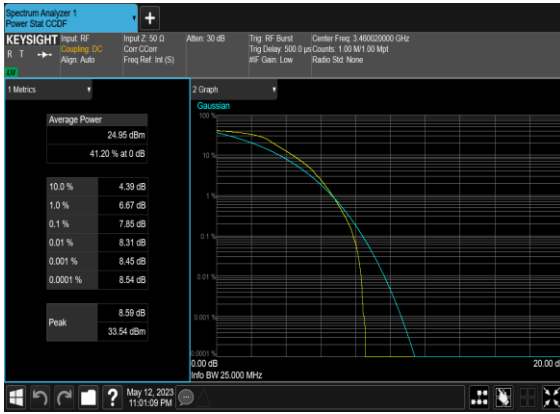 Spectrum Analyzer 1
Power Stat CCDF
+
KEYSIGHT
R T
LV
Input: RF
Coupling: DC
Align: Auto
Input Z: 50 Ω
Corr CCorr
Freq Ref: Int (S)
Atten: 30 dB
Trig: RF Burst
Trig Delay: 500.0 µs
#IF Gain: Low
Center Freq: 3.460020000 GHz
Counts: 1.00 M/1.00 Mpt
Radio Std: None
1 Metrics
Average Power
24.95 dBm
41.20 % at 0 dB
10.0 % 4.39 dB
1.0 % 6.67 dB
0.1 % 7.85 dB
0.01 % 8.31 dB
0.001 % 8.45 dB
0.0001 % 8.54 dB
Peak
8.59 dB
33.54 dBm
2 Graph
Gaussian
100 %
10 %
1 %
0.1 %
0.01 %
0.001 %
0.0001 %
0.00 dB
20.00 d
Info BW 25.000 MHz
?
May 12, 2023
11:01:09 PM